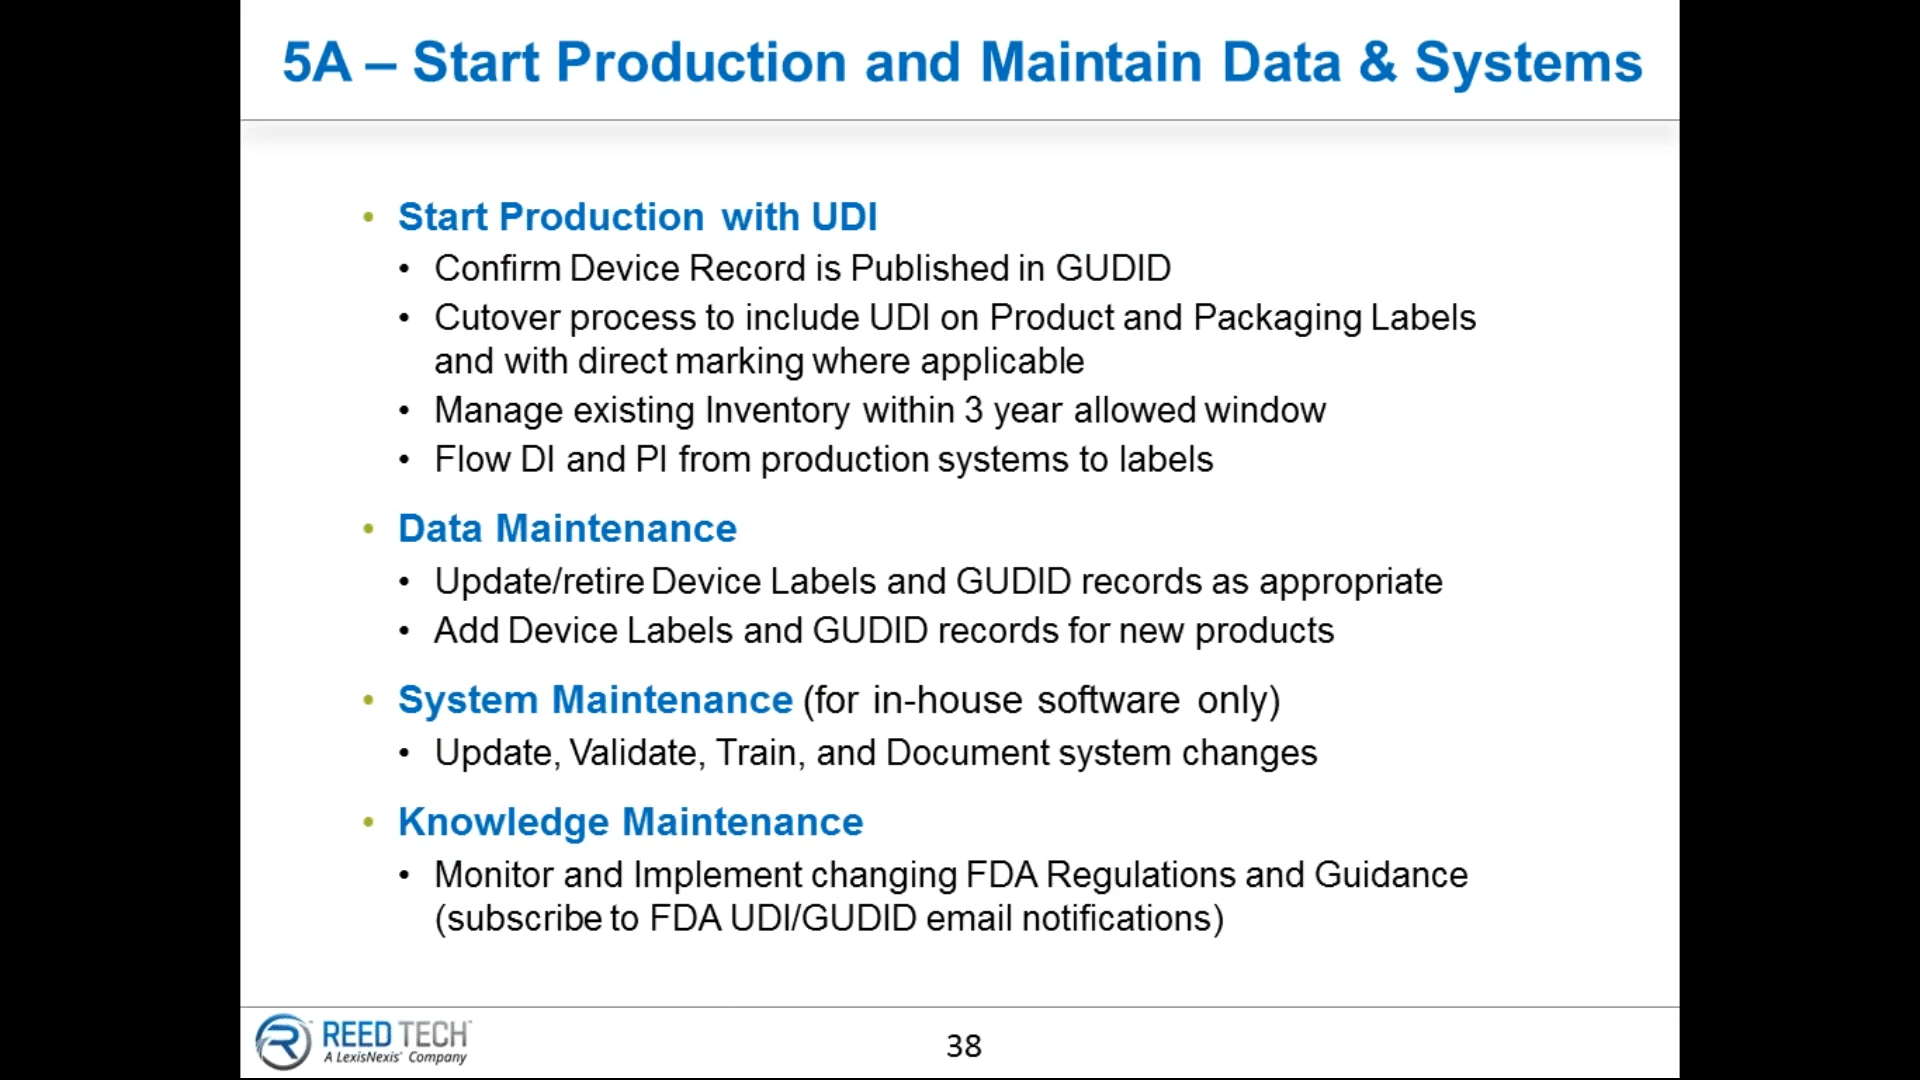 5A – Start Production and Maintain Data & Systems
• Start Production with UDI
• Confirm Device Record is Published in GUDID
• Cutover process to include UDI on Product and Packaging Labels
and with direct marking where applicable
• Manage existing Inventory within 3 year allowed window
• Flow DI and PI from production systems to labels
• Data Maintenance
• Update/retire Device Labels and GUDID records as appropriate
• Add Device Labels and GUDID records for new products
• System Maintenance (for in-house software only)
• Update, Validate, Train, and Document system changes
• Knowledge Maintenance
• Monitor and Implement changing FDA Regulations and Guidance
(subscribe to FDA UDI/GUDID email notifications)
REED TECH™
A LexisNexis® Company
38